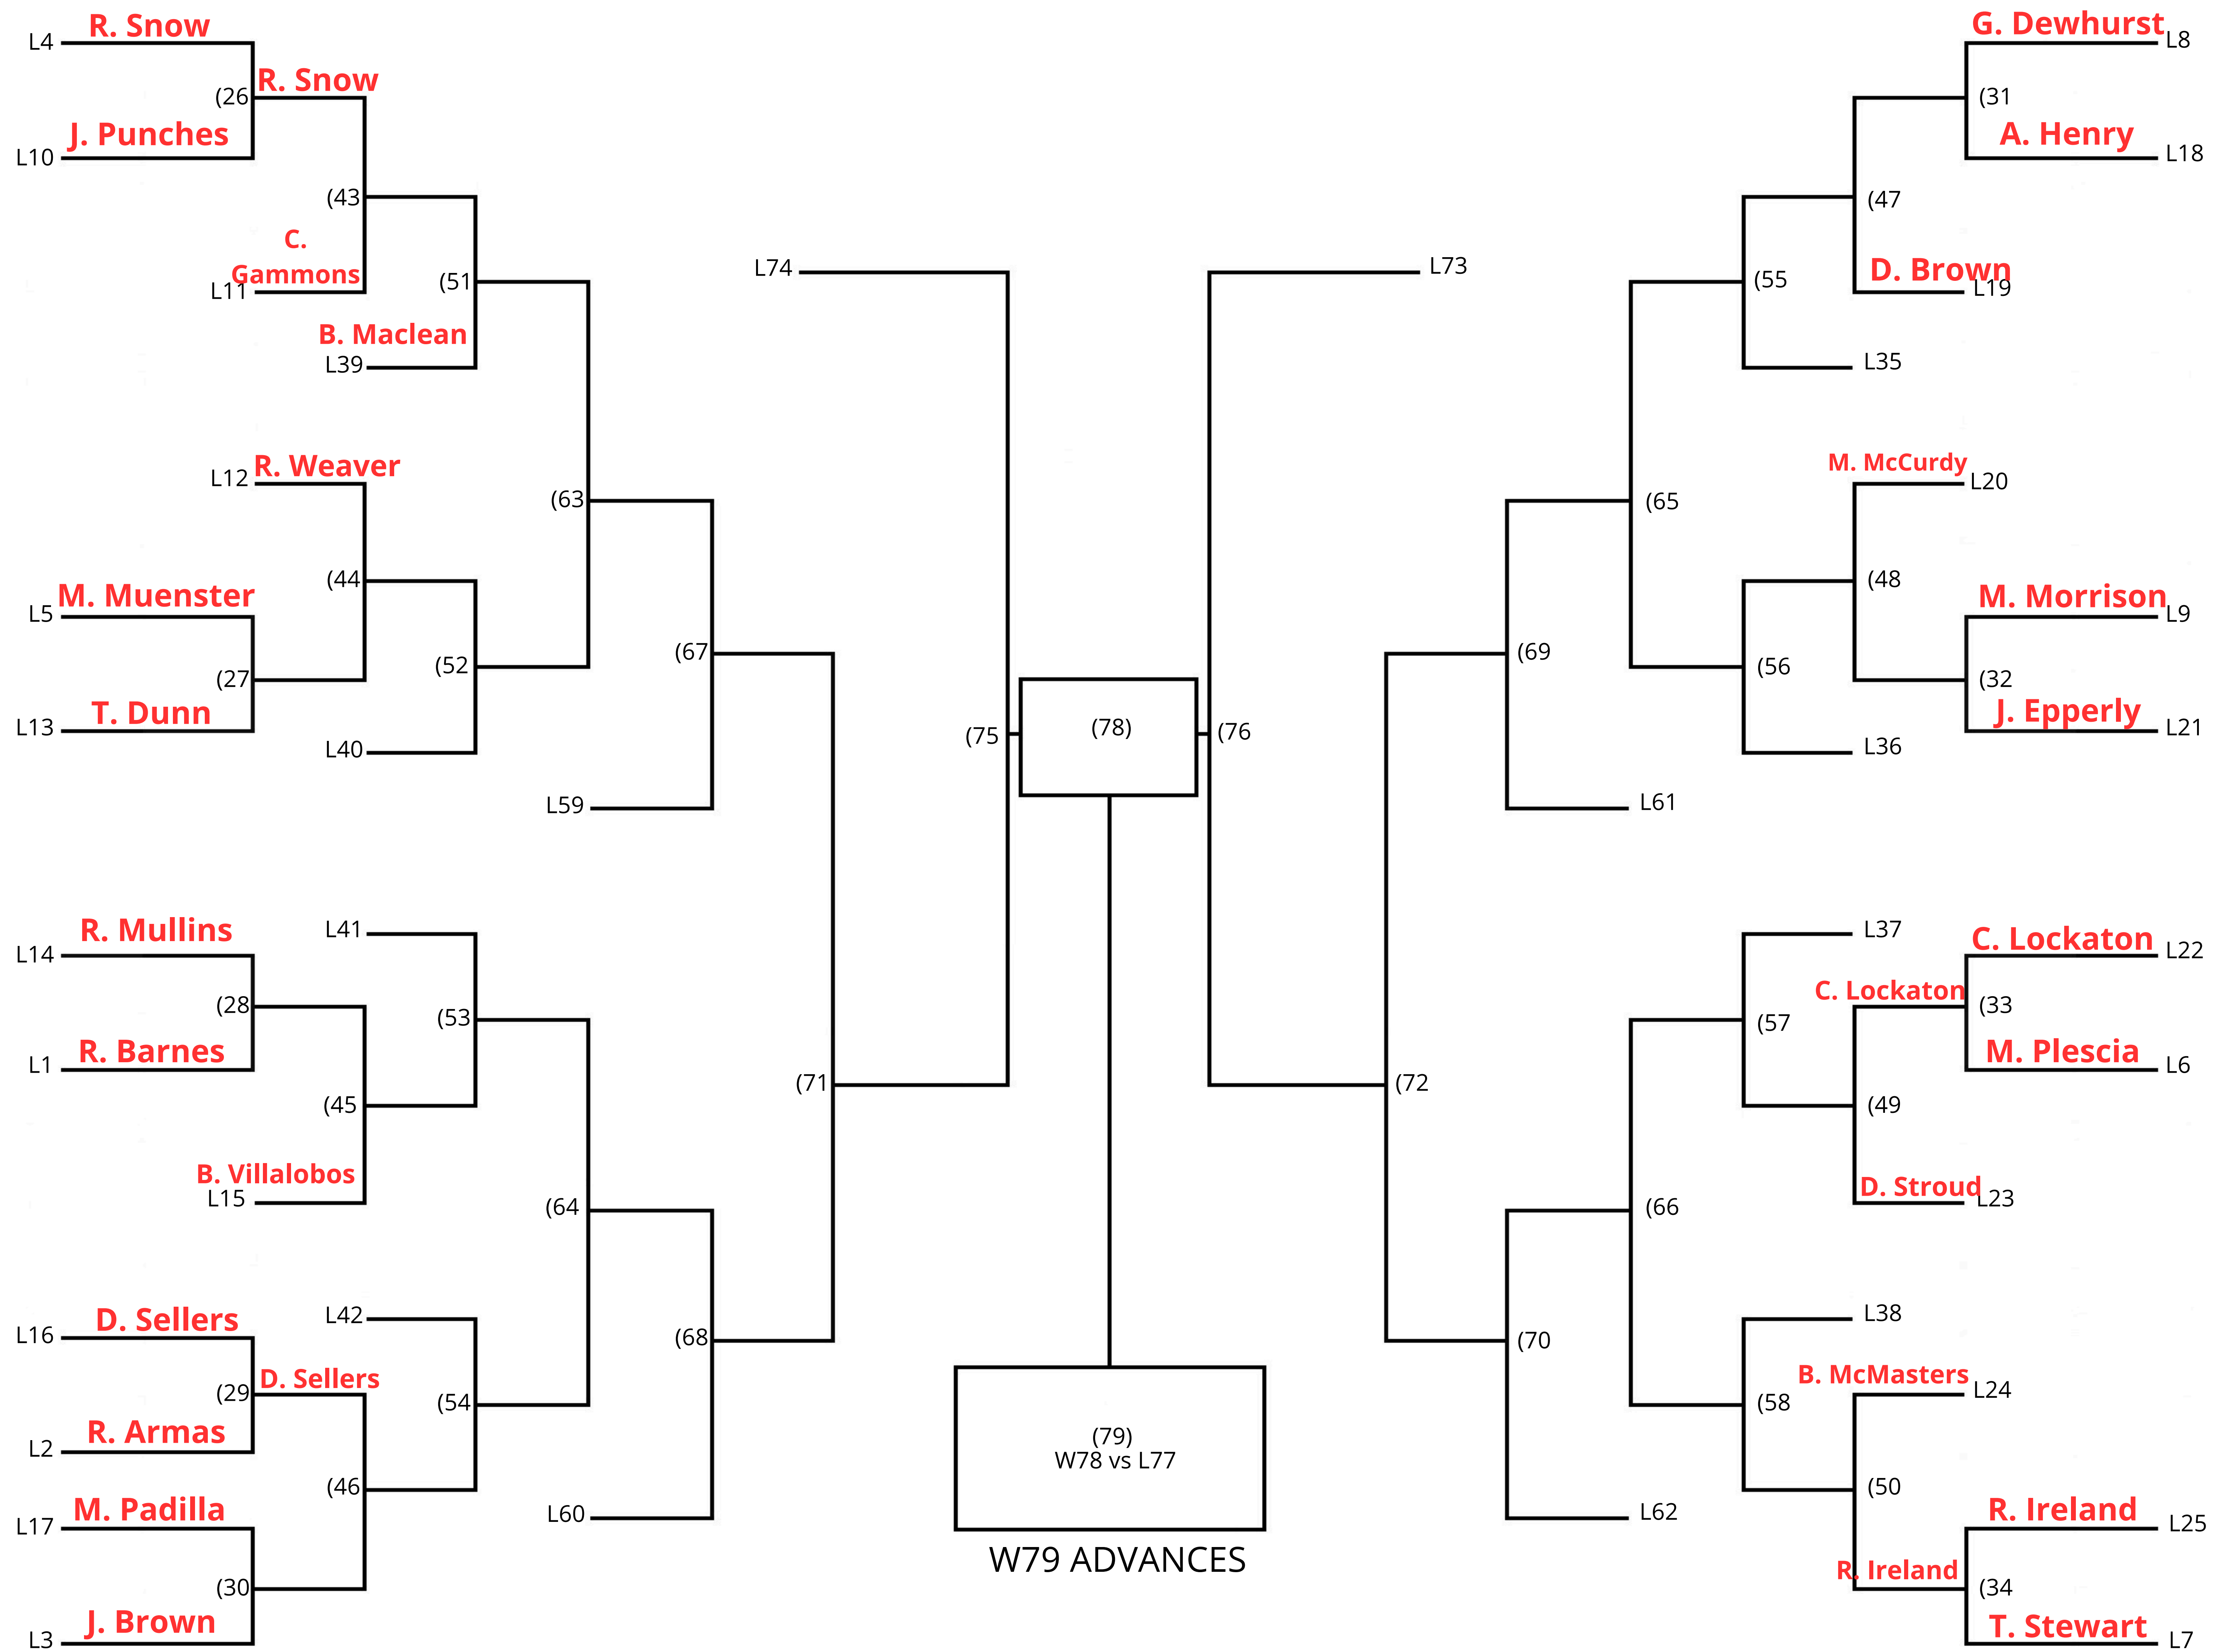 R. Snow
L4
(26
R. Snow
J. Punches
L10
(43
C.
Gammons
L11
(51
B. Maclean
L39
L12
R. Weaver
(63
(44
M. Muenster
L5
(52
(67
(27
T. Dunn
L13
L40
L59
R. Mullins
L14
L41
(28
(53
R. Barnes
L1
(71
(45
B. Villalobos
L15
(64
D. Sellers
L16
L42
(68
D. Sellers
(29
(54
R. Armas
L2
(46
M. Padilla
L17
L60
(30
J. Brown
L3
L74
L73
(75
(78)
(76
(79)
W78 vs L77
W79 ADVANCES
G. Dewhurst
L8
(31
A. Henry
L18
(47
D. Brown
L19
(55
L35
M. McCurdy
L20
(65
(48
M. Morrison
L9
(69
(56
(32
J. Epperly
L21
L36
L61
L37
C. Lockaton
L22
C. Lockaton
(33
(57
M. Plescia
L6
(72
(49
D. Stroud
L23
(66
L38
(70
B. McMasters
L24
(58
(50
R. Ireland
L25
L62
R. Ireland
(34
T. Stewart
L7